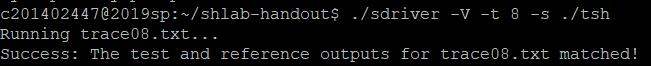 c201402447@2019sp:~/shlab-handout$ ./sdriver -V -t 8 -s ./tsh
Running trace08.txt...
Success: The test and reference outputs for trace08.txt matched!